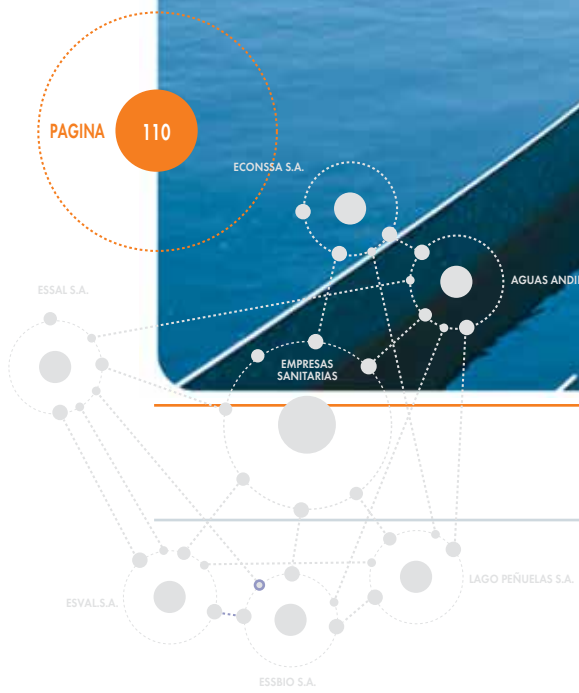 PAGINA 110
ECONSSA S.A.
AGUAS ANDI
ESSAL S.A.
EMPRESAS
SANITARIAS
LAGO PEÑUELAS S.A.
ESVAL.S.A.
ESSBIO S.A.